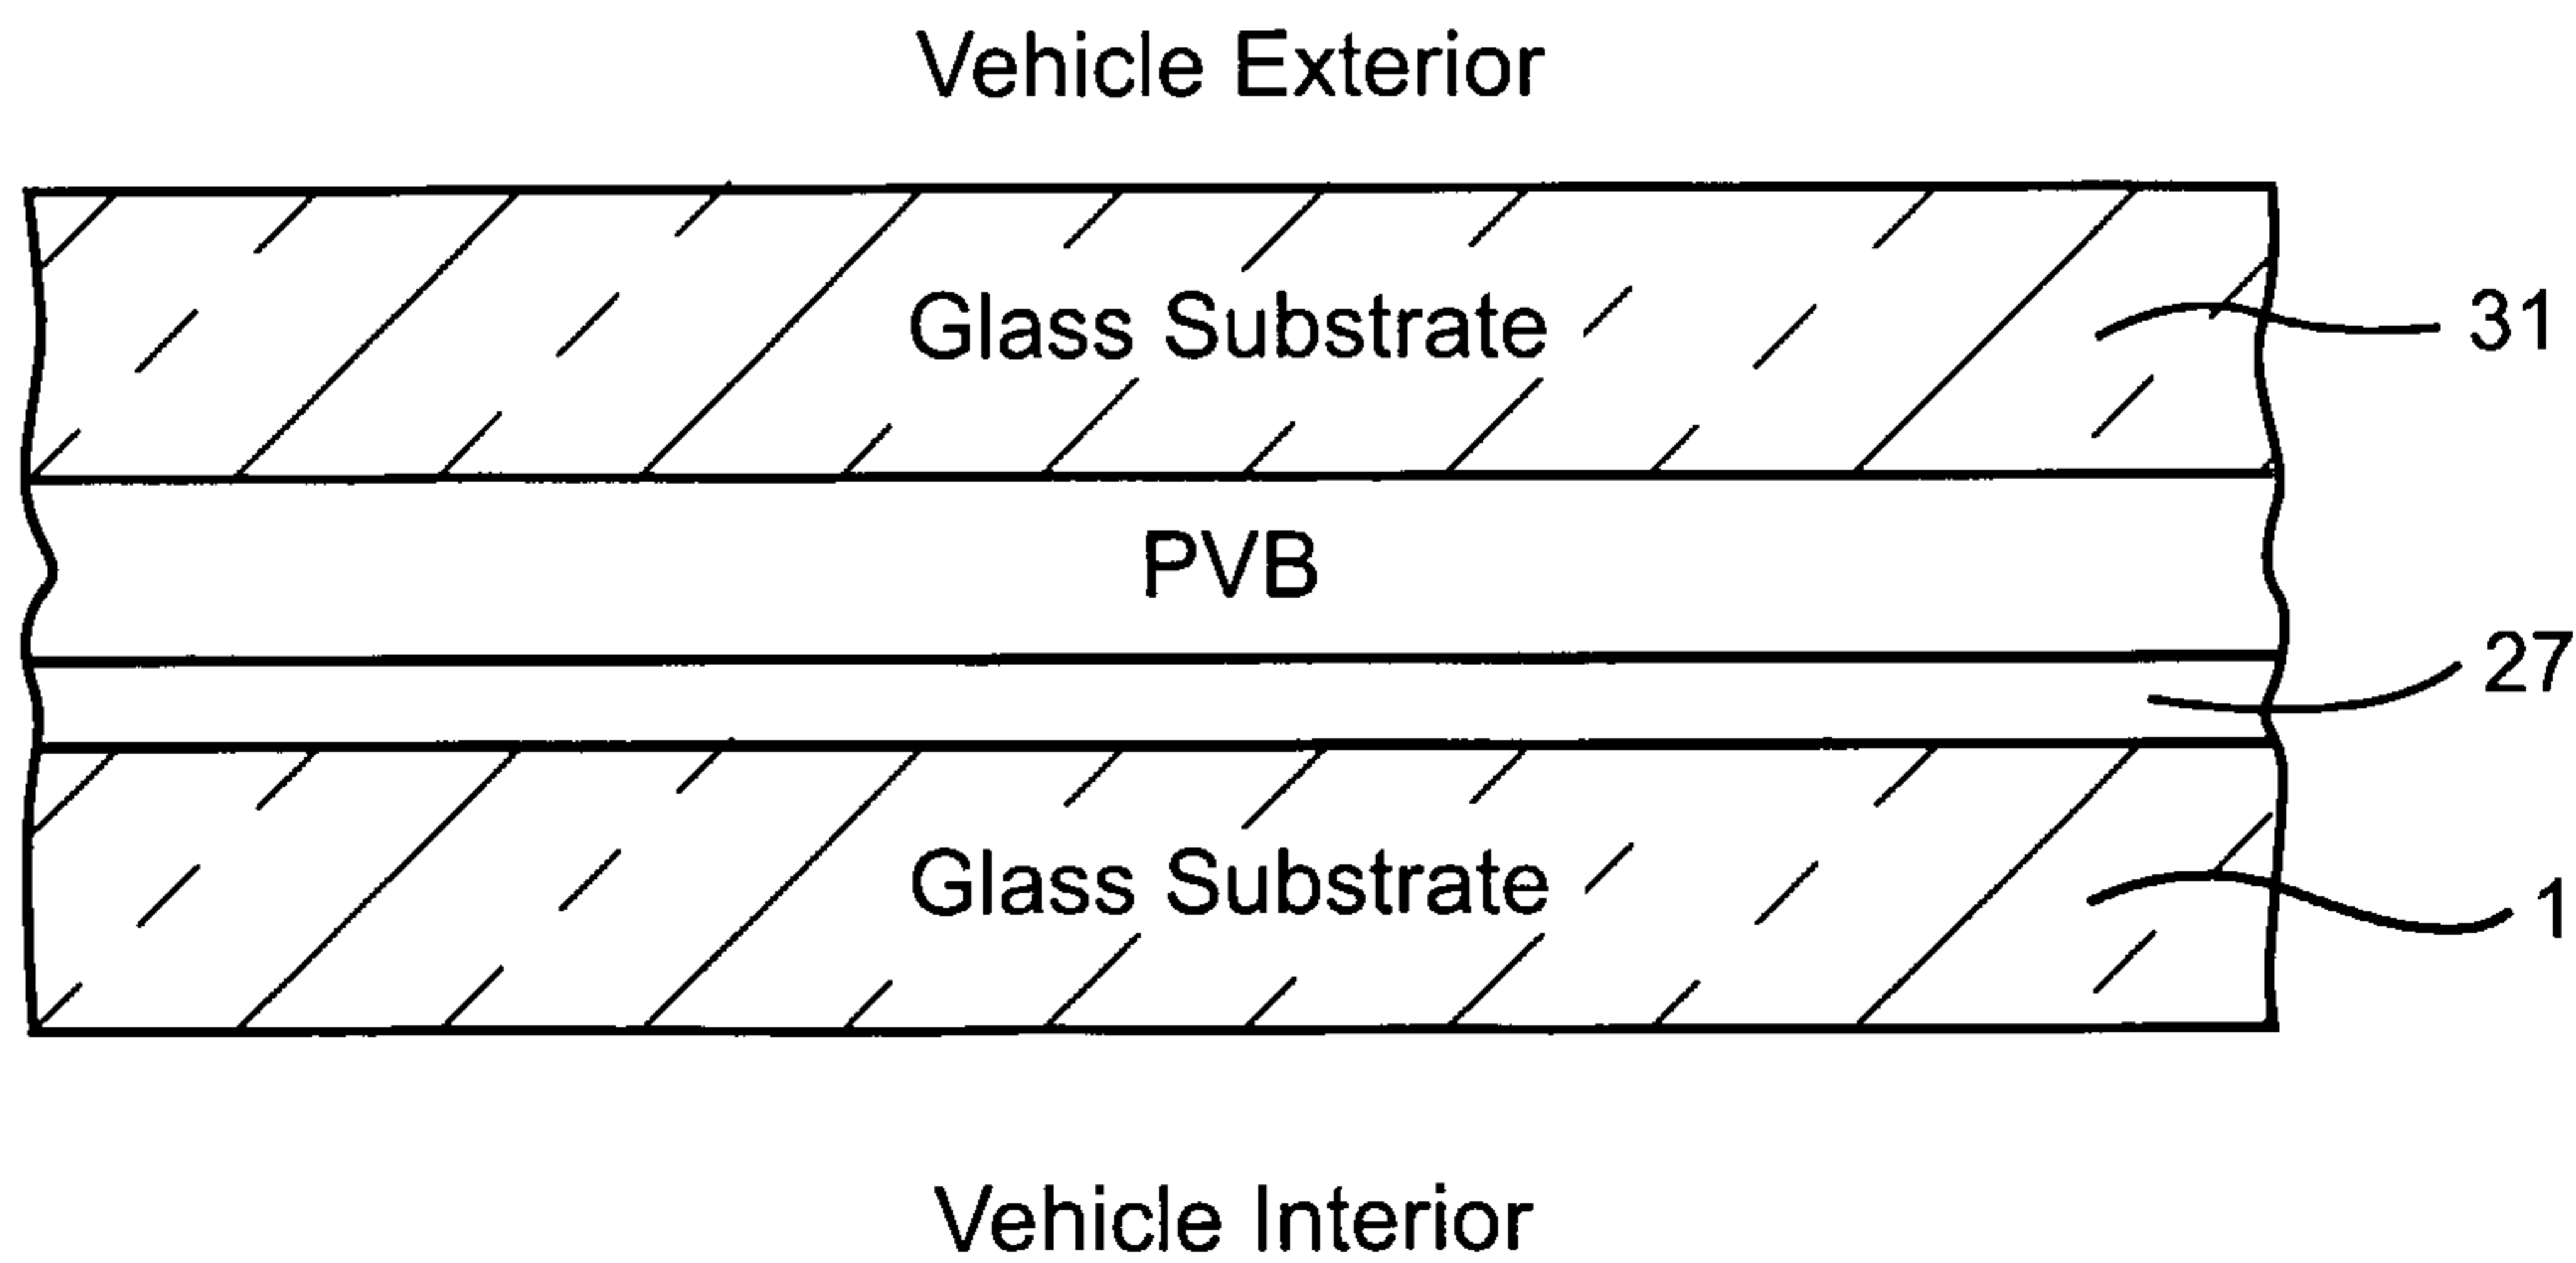 Vehicle Exterior
Glass Substrate
31
PVB
27
Glass Substrate
1
Vehicle Interior